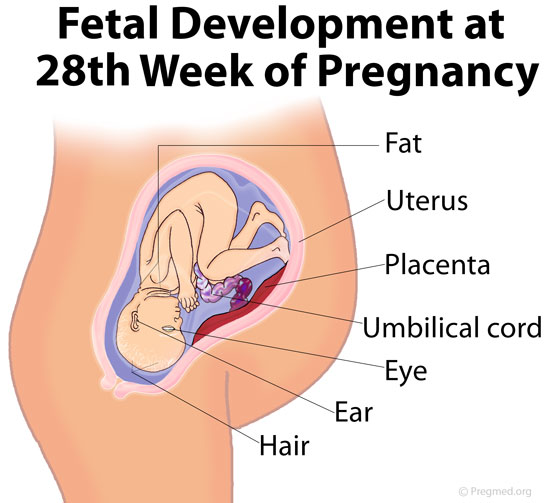 Fetal Development at
28th Week of Pregnancy
Fat
Uterus
Placenta
Umbilical cord
Eye
Ear
Hair
© Pregmed.org